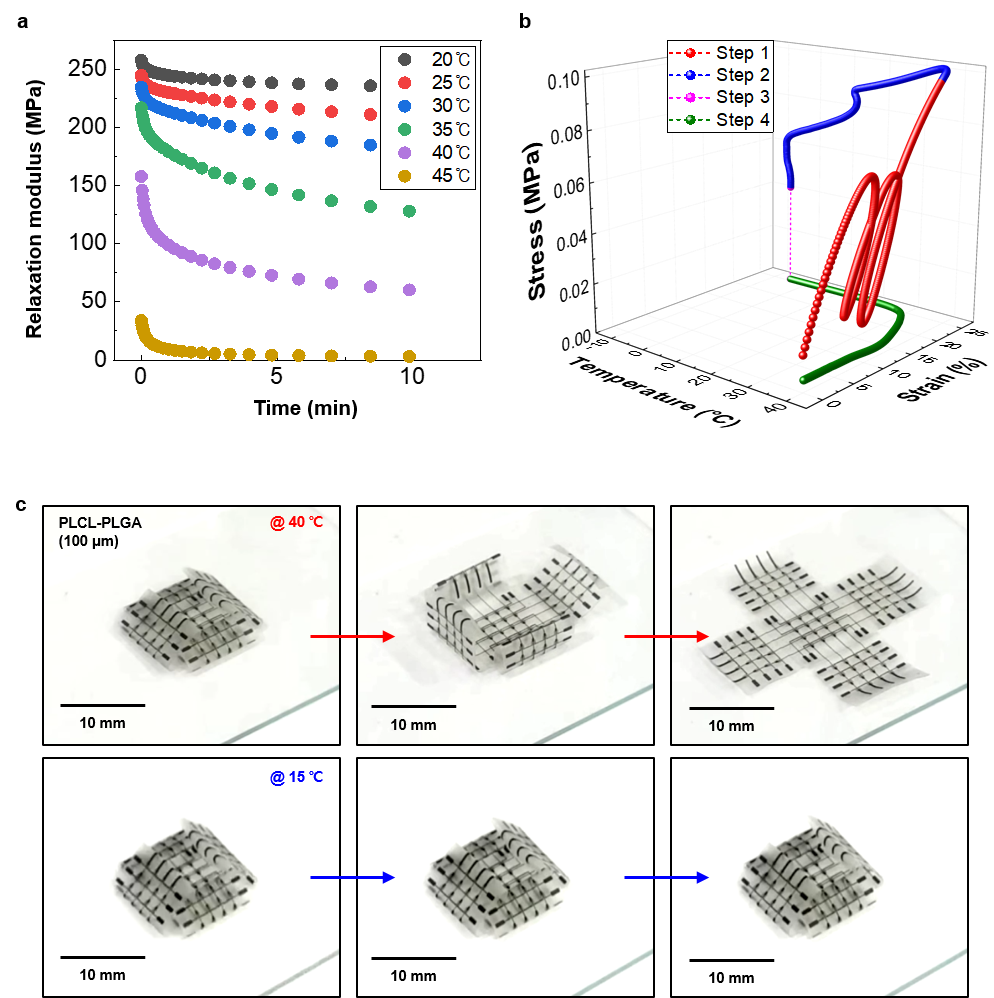 a
Relaxation modulus (MPa)
250
200
150
100
50
0
0
5
10
Time (min)
20℃
25℃
30℃
35℃
40℃
45℃
b
Stress (MPa)
0.10
0.08
0.06
0.04
0.02
0.00
Step 1
Step 2
Step 3
Step 4
-10
0
10
20
30
40
Temperature (℃)
0
5
10
15
20
25
Strain (%)
c
PLCL-PLGA
(100 μm)
@ 40 ℃
10 mm
10 mm
10 mm
@ 15 ℃
10 mm
10 mm
10 mm